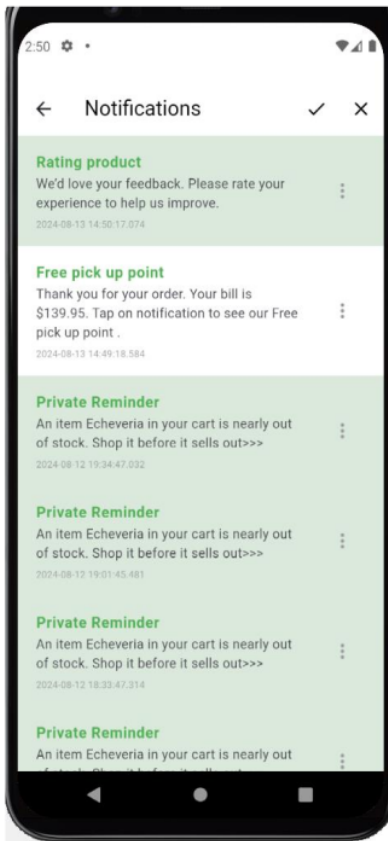 2:50
Notifications
Rating product
We'd love your feedback. Please rate your
experience to help us improve.
2024-08-13 14:50:17.074
Free pick up point
Thank you for your order. Your bill is
$139.95. Tap on notification to see our Free
pick up point .
2024-08-13 14:49:18.584
Private Reminder
An item Echeveria in your cart is nearly out
of stock. Shop it before it sells out>>>
2024-08-12 19:34:47.032
Private Reminder
An item Echeveria in your cart is nearly out
of stock. Shop it before it sells out>>>
2024-08-12 19:01:45.481
Private Reminder
An item Echeveria in your cart is nearly out
of stock. Shop it before it sells out>>>
2024-08-12 18:33:47.314
Private Reminder
An item Echeveria in your cart is nearly out